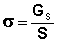 σ = G_S / S